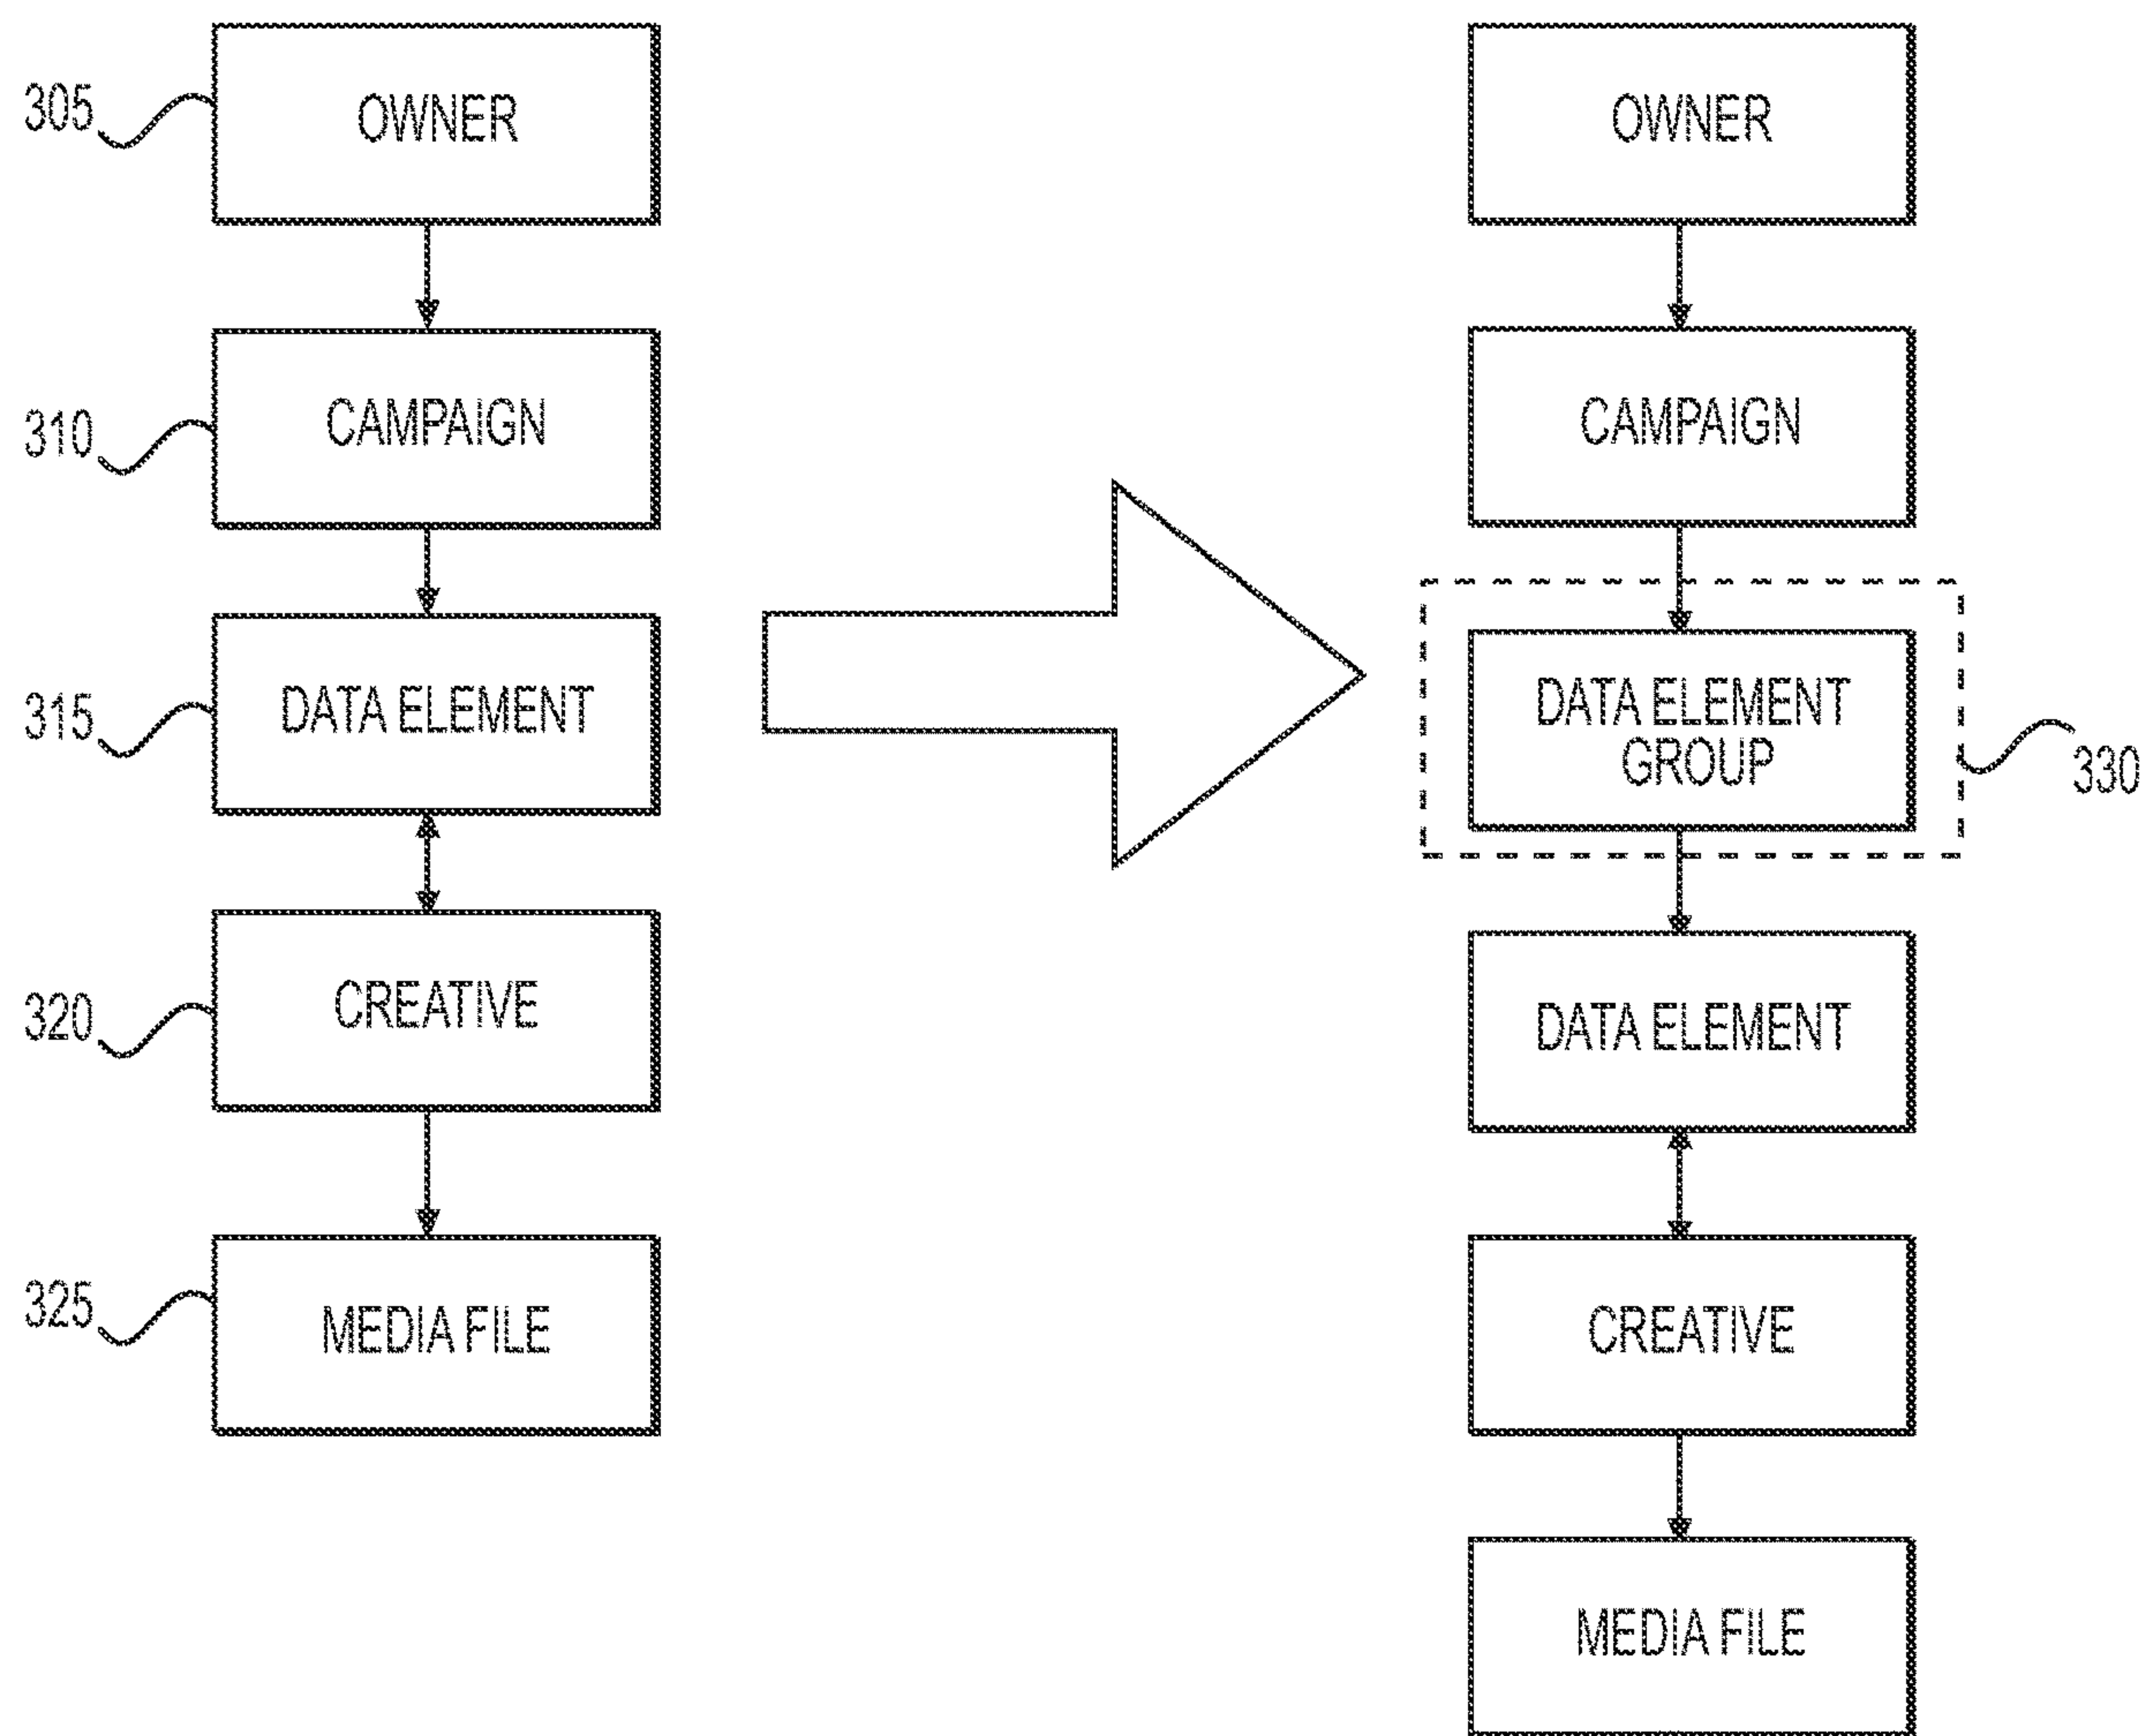 305
OWNER
310
CAMPAIGN
315
DATA ELEMENT
320
CREATIVE
325
MEDIA FILE
OWNER
CAMPAIGN
DATA ELEMENT
GROUP
330
DATA ELEMENT
CREATIVE
MEDIA FILE